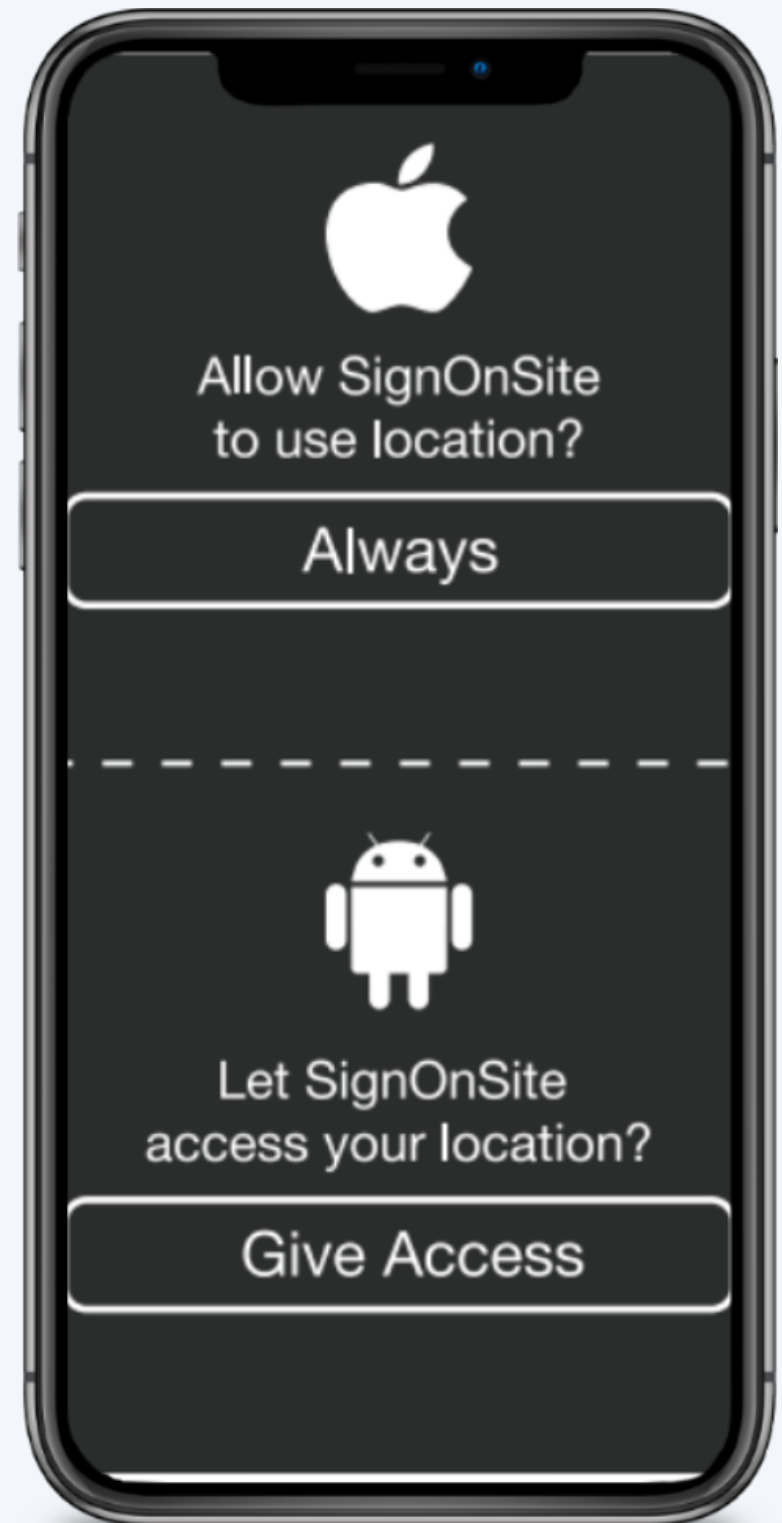 Allow SignOnSite
to use location?
Always
Let SignOnSite
access your location?
Give Access